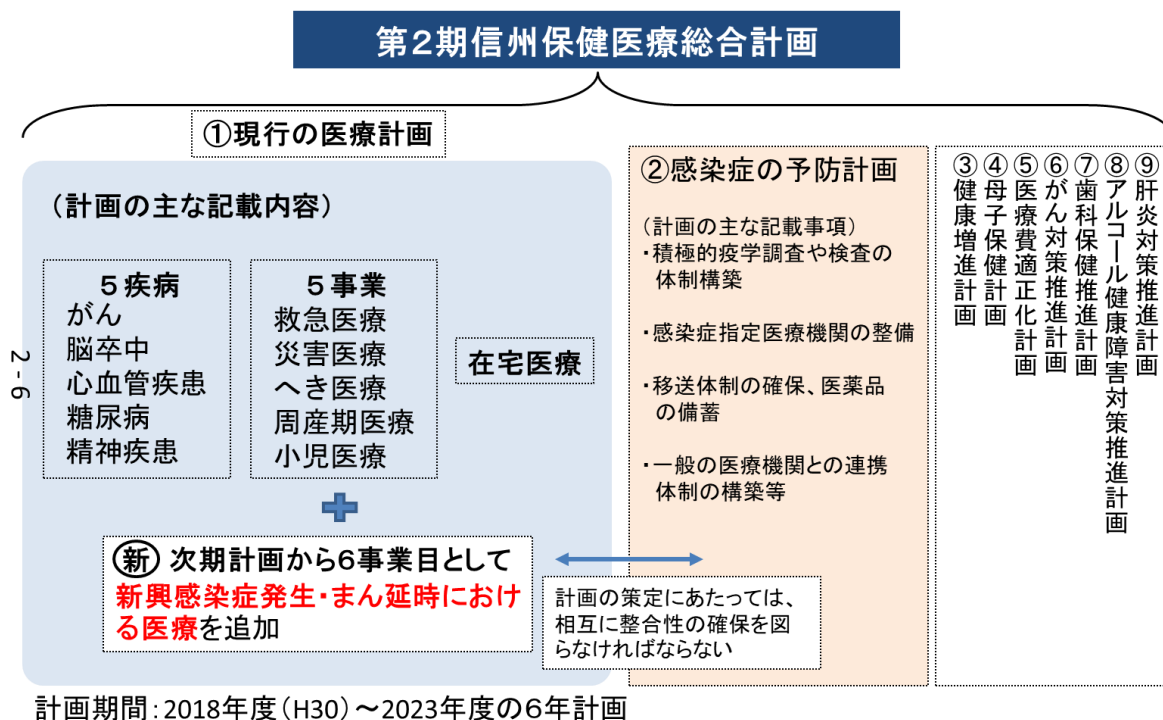 第2期信州保健医療総合計画
①現行の医療計画
(計画の主な記載内容)
5疾病
がん
脳卒中
心血管疾患
糖尿病
精神疾患
5事業
救急医療
災害医療
へき医療
周産期医療
小児医療
在宅医療
新 次期計画から6事業目として
新興感染症発生・まん延時におけ
る医療を追加
②感染症の予防計画
(計画の主な記載事項)
・積極的疫学調査や検査の
体制構築
・感染症指定医療機関の整備
・移送体制の確保、医薬品
の備蓄
・一般の医療機関との連携
体制の構築等
計画の策定にあたっては、
相互に整合性の確保を図
らなければならない
③健康増進計画
④母子保健計画
⑤医療費適正化計画
⑥がん対策推進計画
⑦歯科保健推進計画
⑧アルコール健康障害対策推進計画
⑨肝炎対策推進計画
2-6
計画期間:2018年度(H30)~2023年度の6年計画